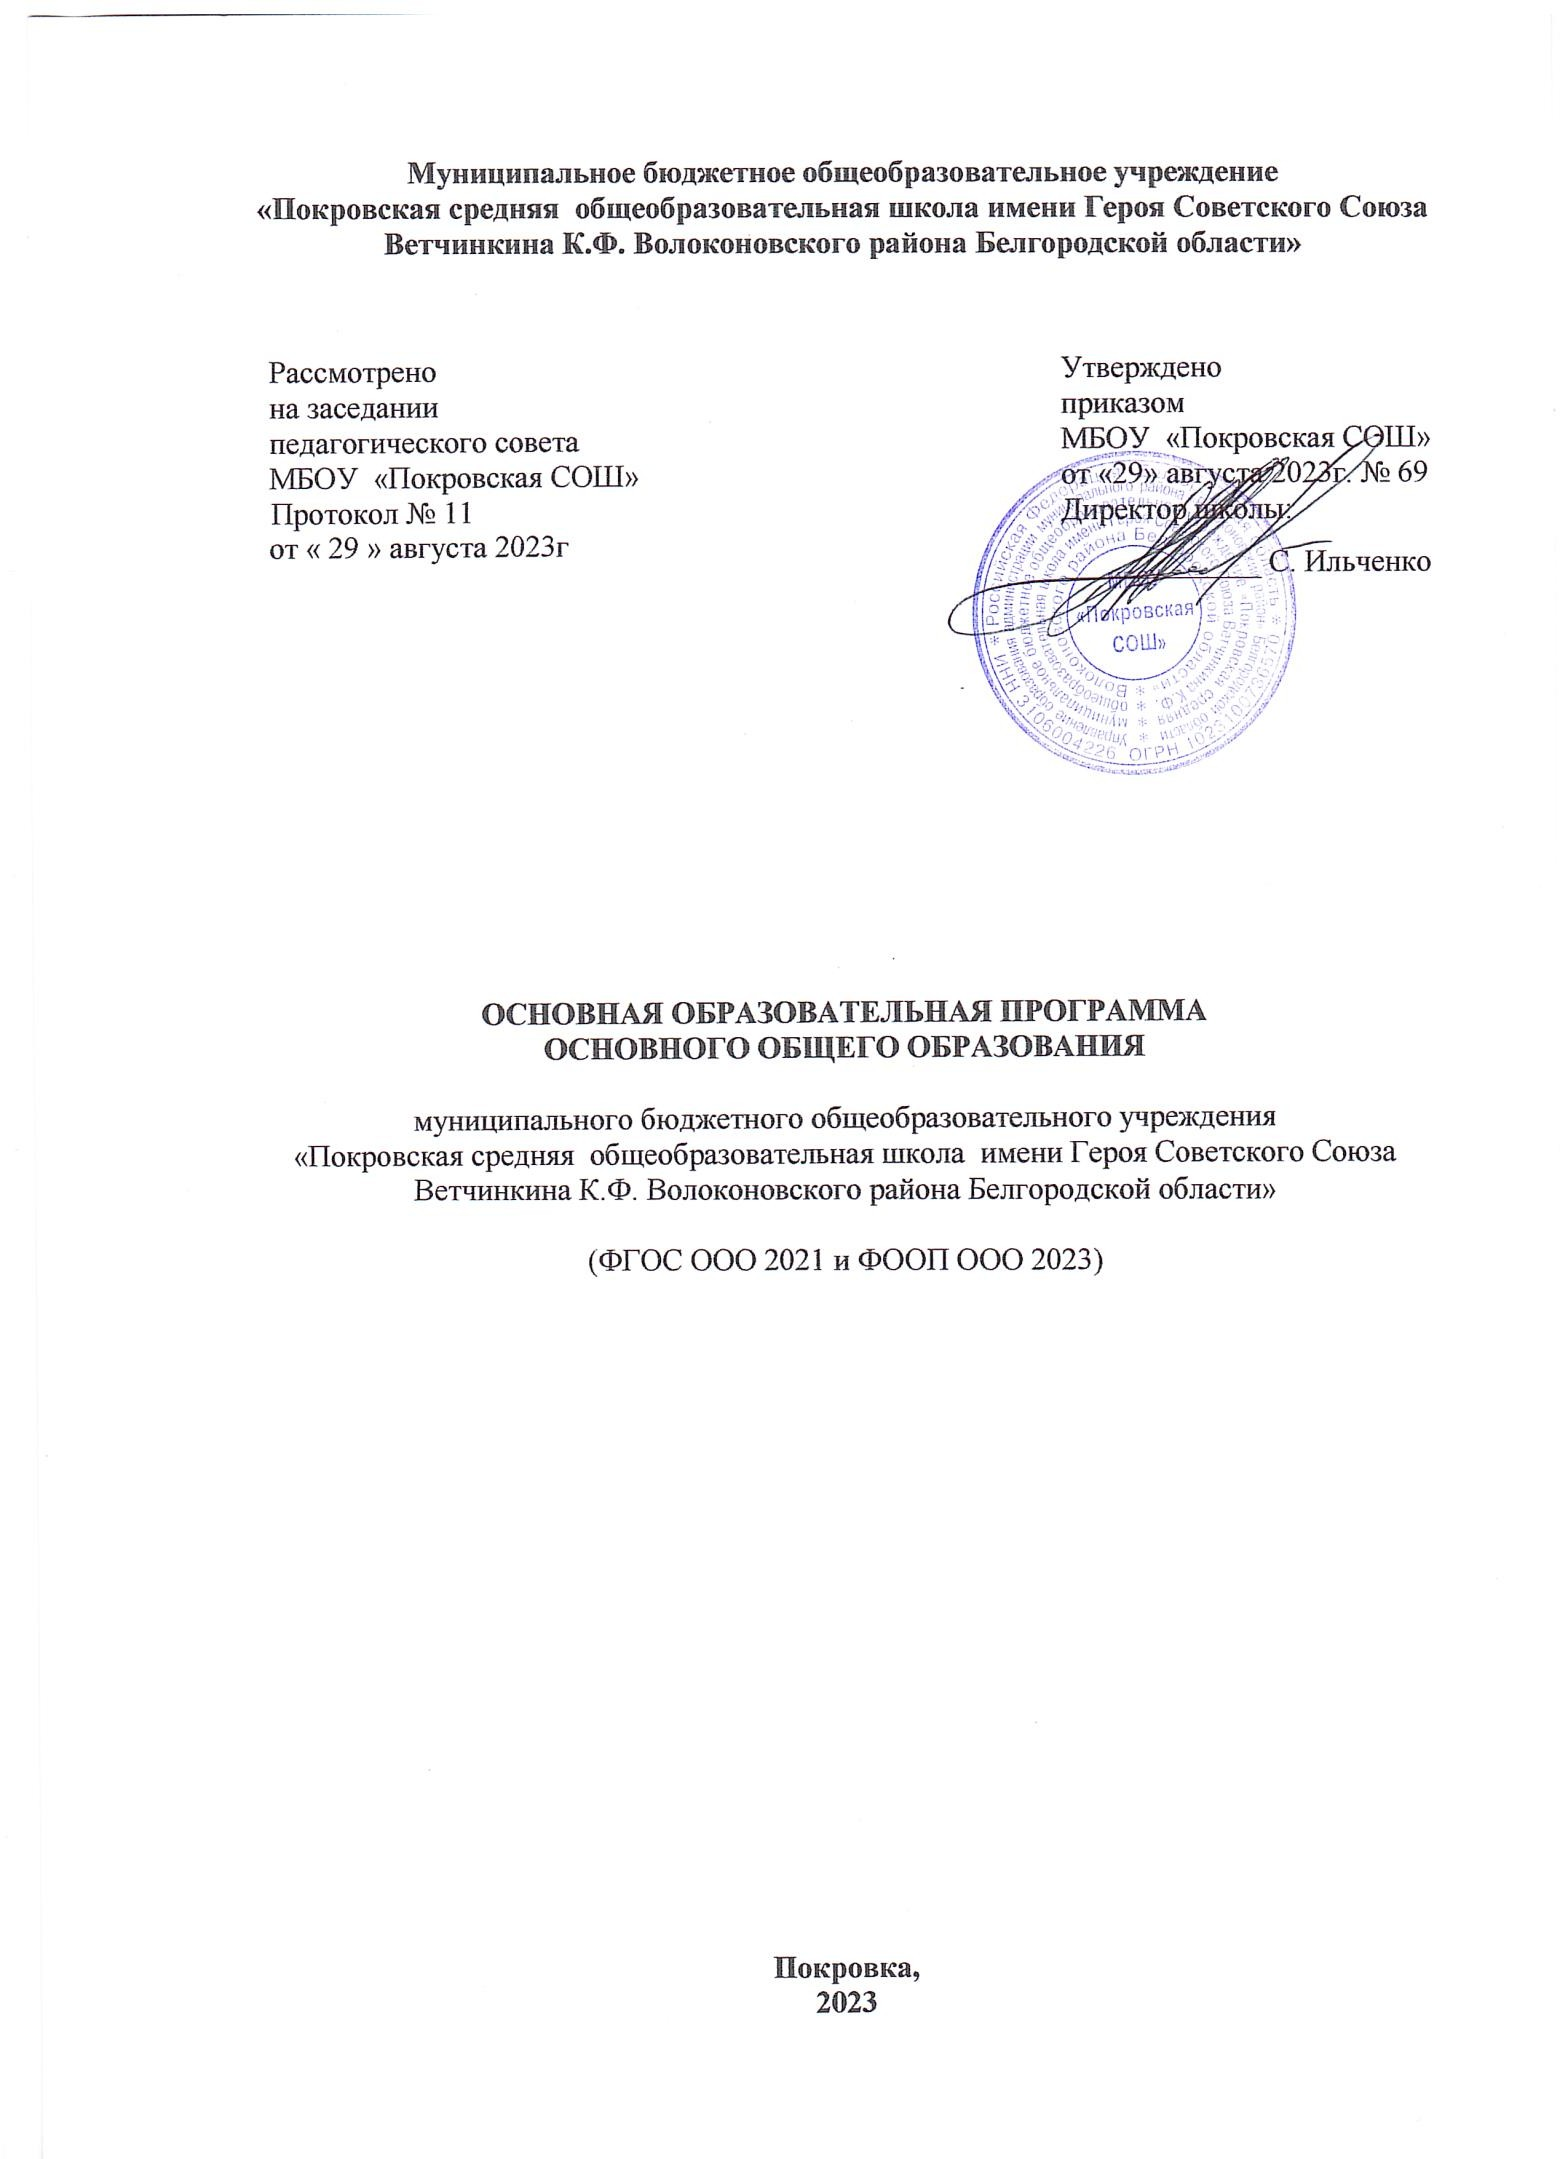 Муниципальное бюджетное общеобразовательное учреждение
«Покровская средняя общеобразовательная школа имени Героя Советского Союза
Ветчинкина К.Ф. Волоконовского района Белгородской области»
Рассмотрено
на заседании
педагогического совета
МБОУ «Покровская СОШ»
Протокол № 11
от « 29 » августа 2023г
Утверждено
приказом
МБОУ «Покровская СОШ»
от «29» августа 2023г. № 69
Директор школы:
С. Ильченко
«Покровская
СОШ»
ИНН 3106004226 ОГРН 1023100736570
ОСНОВНАЯ ОБРАЗОВАТЕЛЬНАЯ ПРОГРАММА
ОСНОВНОГО ОБЩЕГО ОБРАЗОВАНИЯ
муниципального бюджетного общеобразовательного учреждения
«Покровская средняя общеобразовательная школа имени Героя Советского Союза
Ветчинкина К.Ф. Волоконовского района Белгородской области»
(ФГОС ООО 2021 и ФООП ООО 2023)
Покровка,
2023